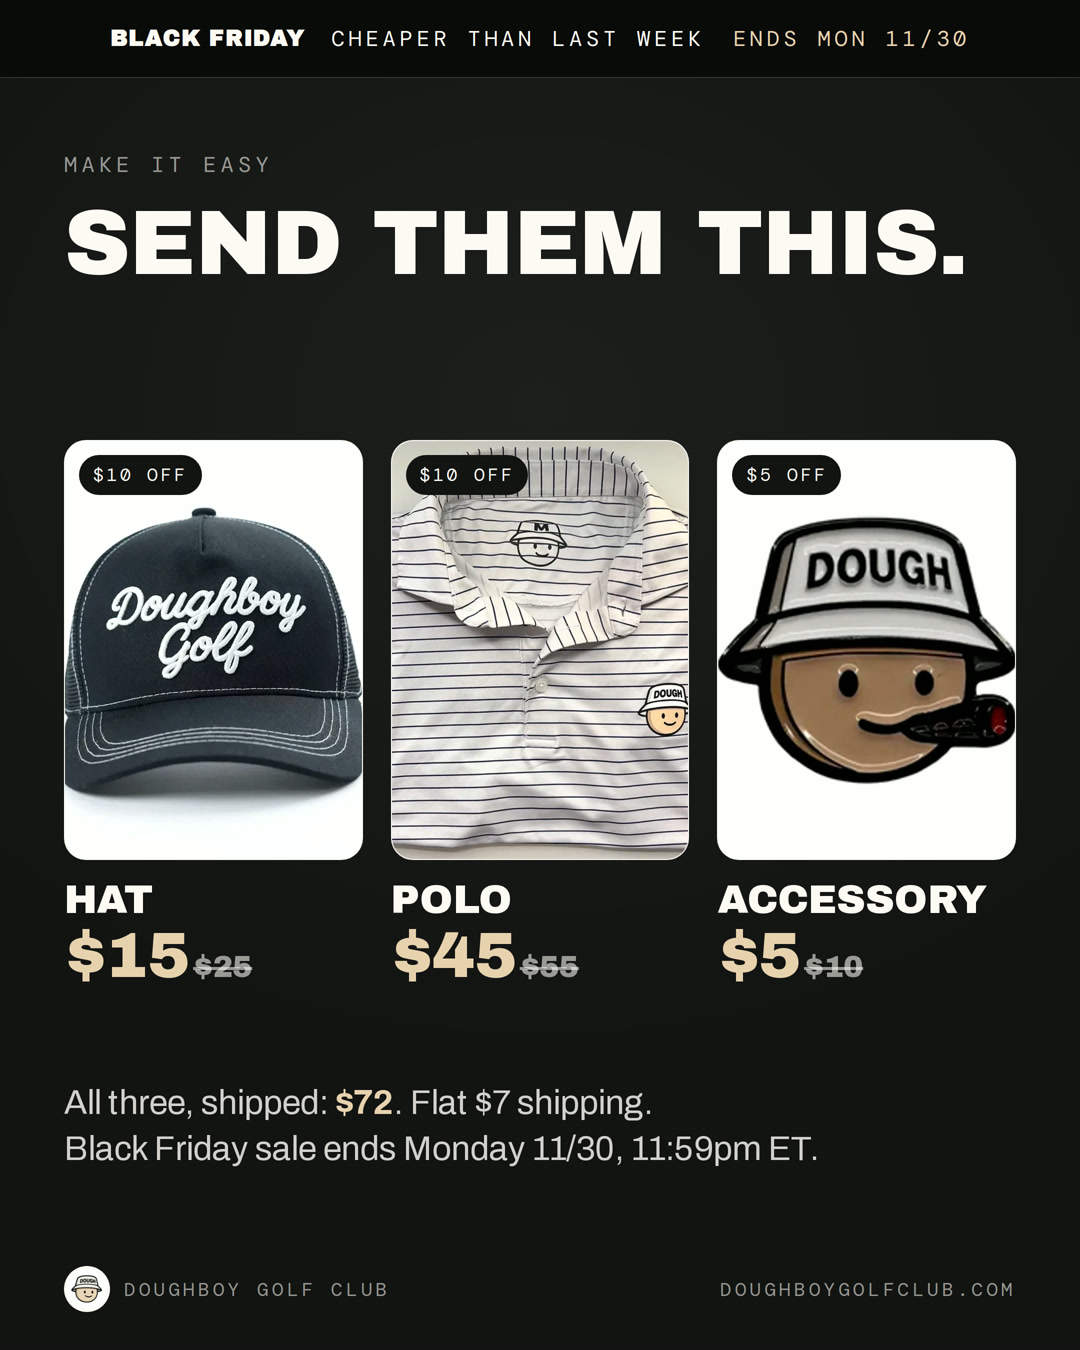 BLACK FRIDAY CHEAPER THAN LAST WEEK ENDS MON 11/30
MAKE IT EASY
SEND THEM THIS.
$10 OFF
$10 OFF
$5 OFF
Doughboy
Golf
M
DOUGH
DOUGH
HAT
POLO
ACCESSORY
$15 $25
$45 $55
$5 $10
All three, shipped: $72. Flat $7 shipping.
Black Friday sale ends Monday 11/30, 11:59pm ET.
DOUGH
DOUGHBOY GOLF CLUB
DOUGHBOYGOLFCLUB.COM